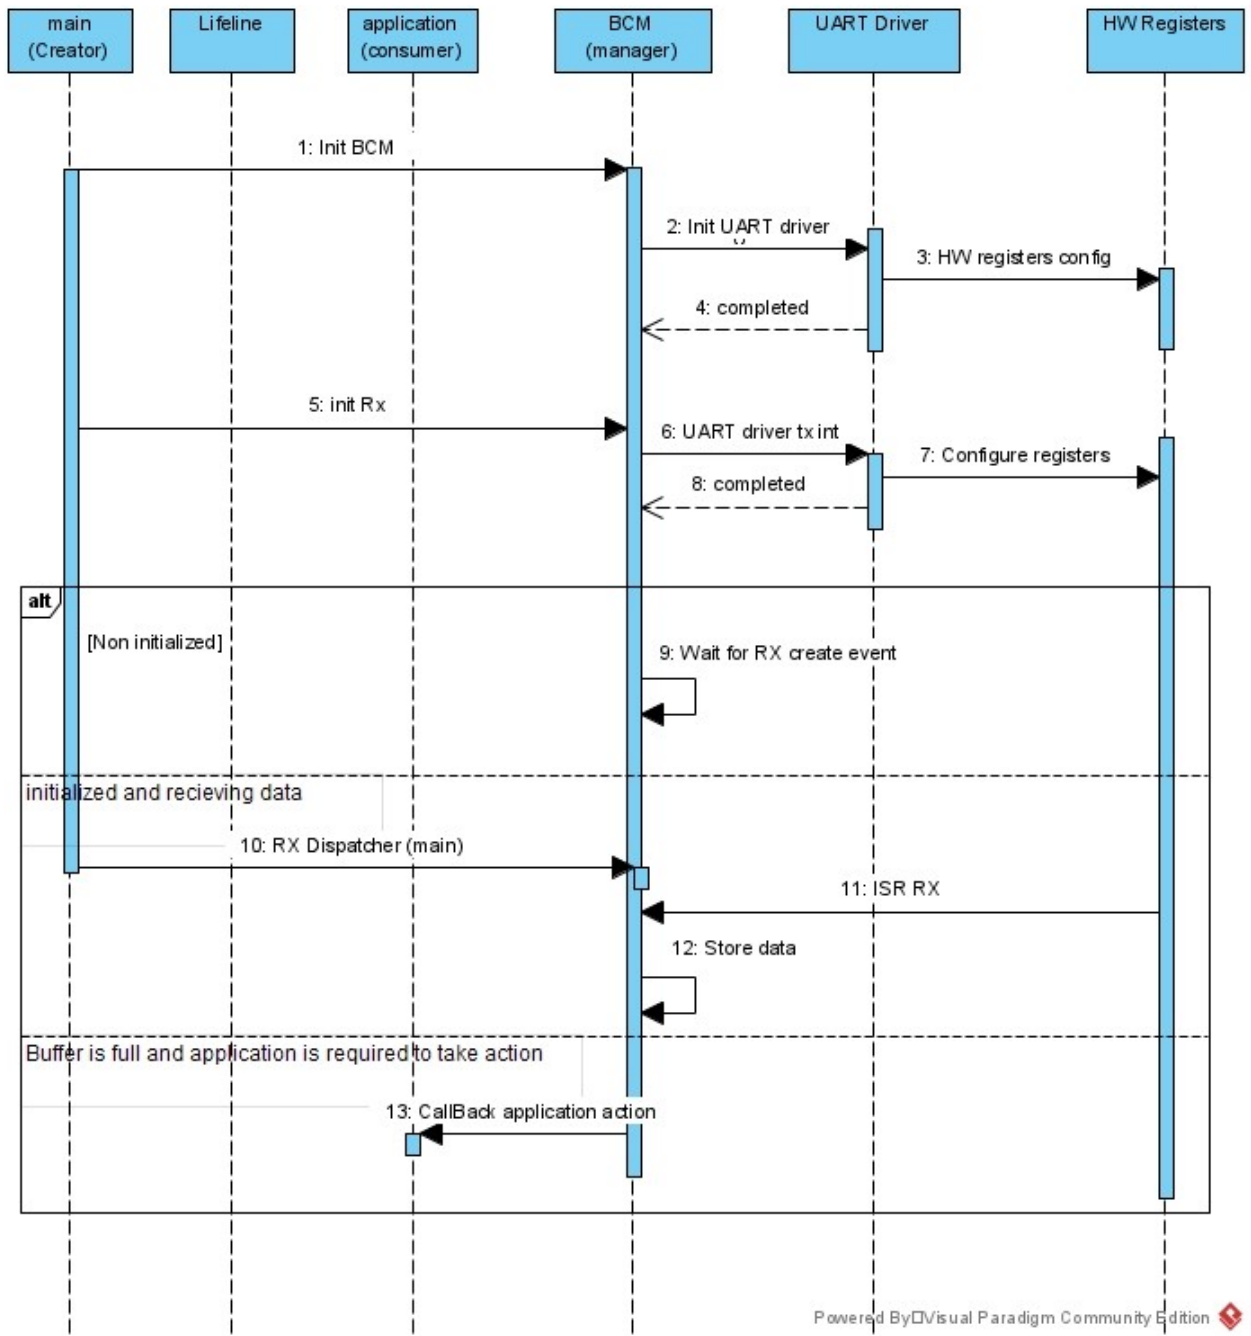 main
(Creator)
Lifeline
application
(consumer)
BCM
(manager)
UART Driver
HW Registers
1: Init BCM
2: Init UART driver
3: HW registers config
4: completed
5: init Rx
6: UART driver tx int
7: Configure registers
8: completed
alt
[Non initialized]
9: Wait for RX create event
initialized and recieving data
10: RX Dispatcher (main)
11: ISR RX
12: Store data
Buffer is full and application is required to take action
13: CallBack application action
Powered By□Visual Paradigm Community Edition